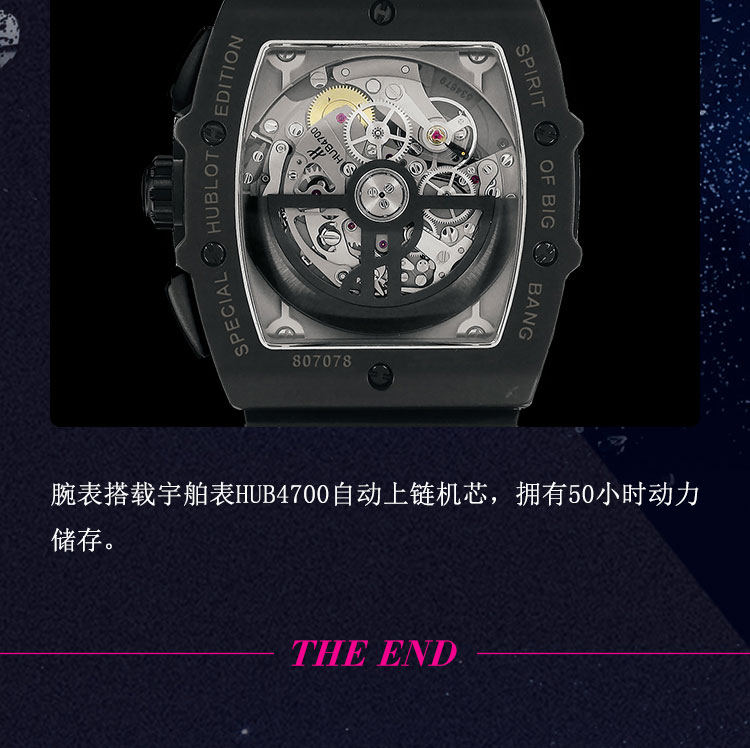 SPECIAL HUBLOT EDITION
SPIRIT OF BIG BANG
HUB4700
807078
腕表搭载宇舶表HUB4700自动上链机芯，拥有50小时动力
储存。
THE END